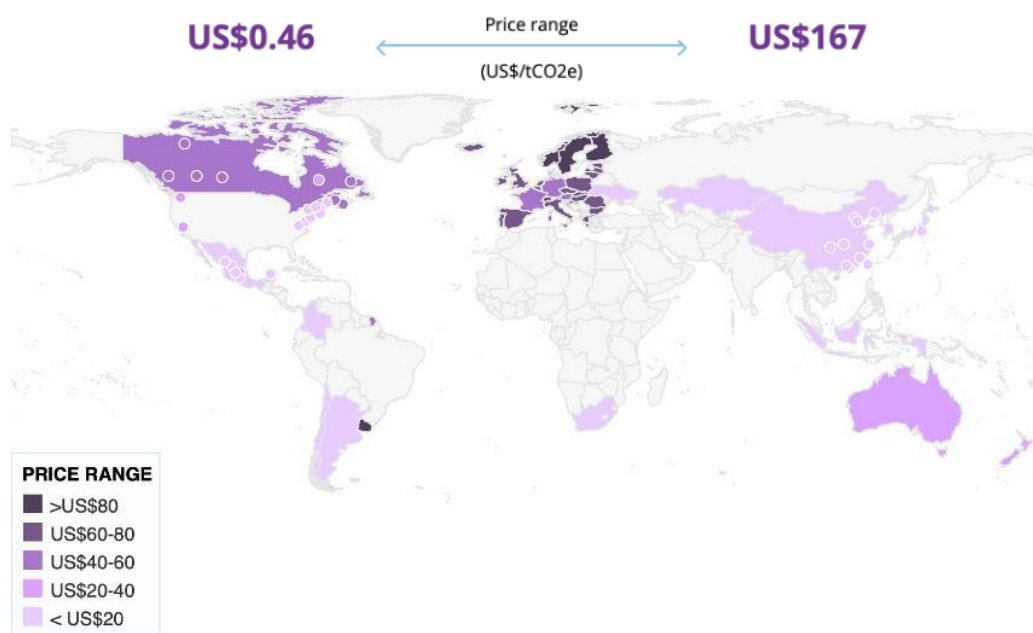 US$0.46
Price range
US$167
(US$/tCO2e)
PRICE RANGE
>US$80
US$60-80
US$40-60
US$20-40
< US$20